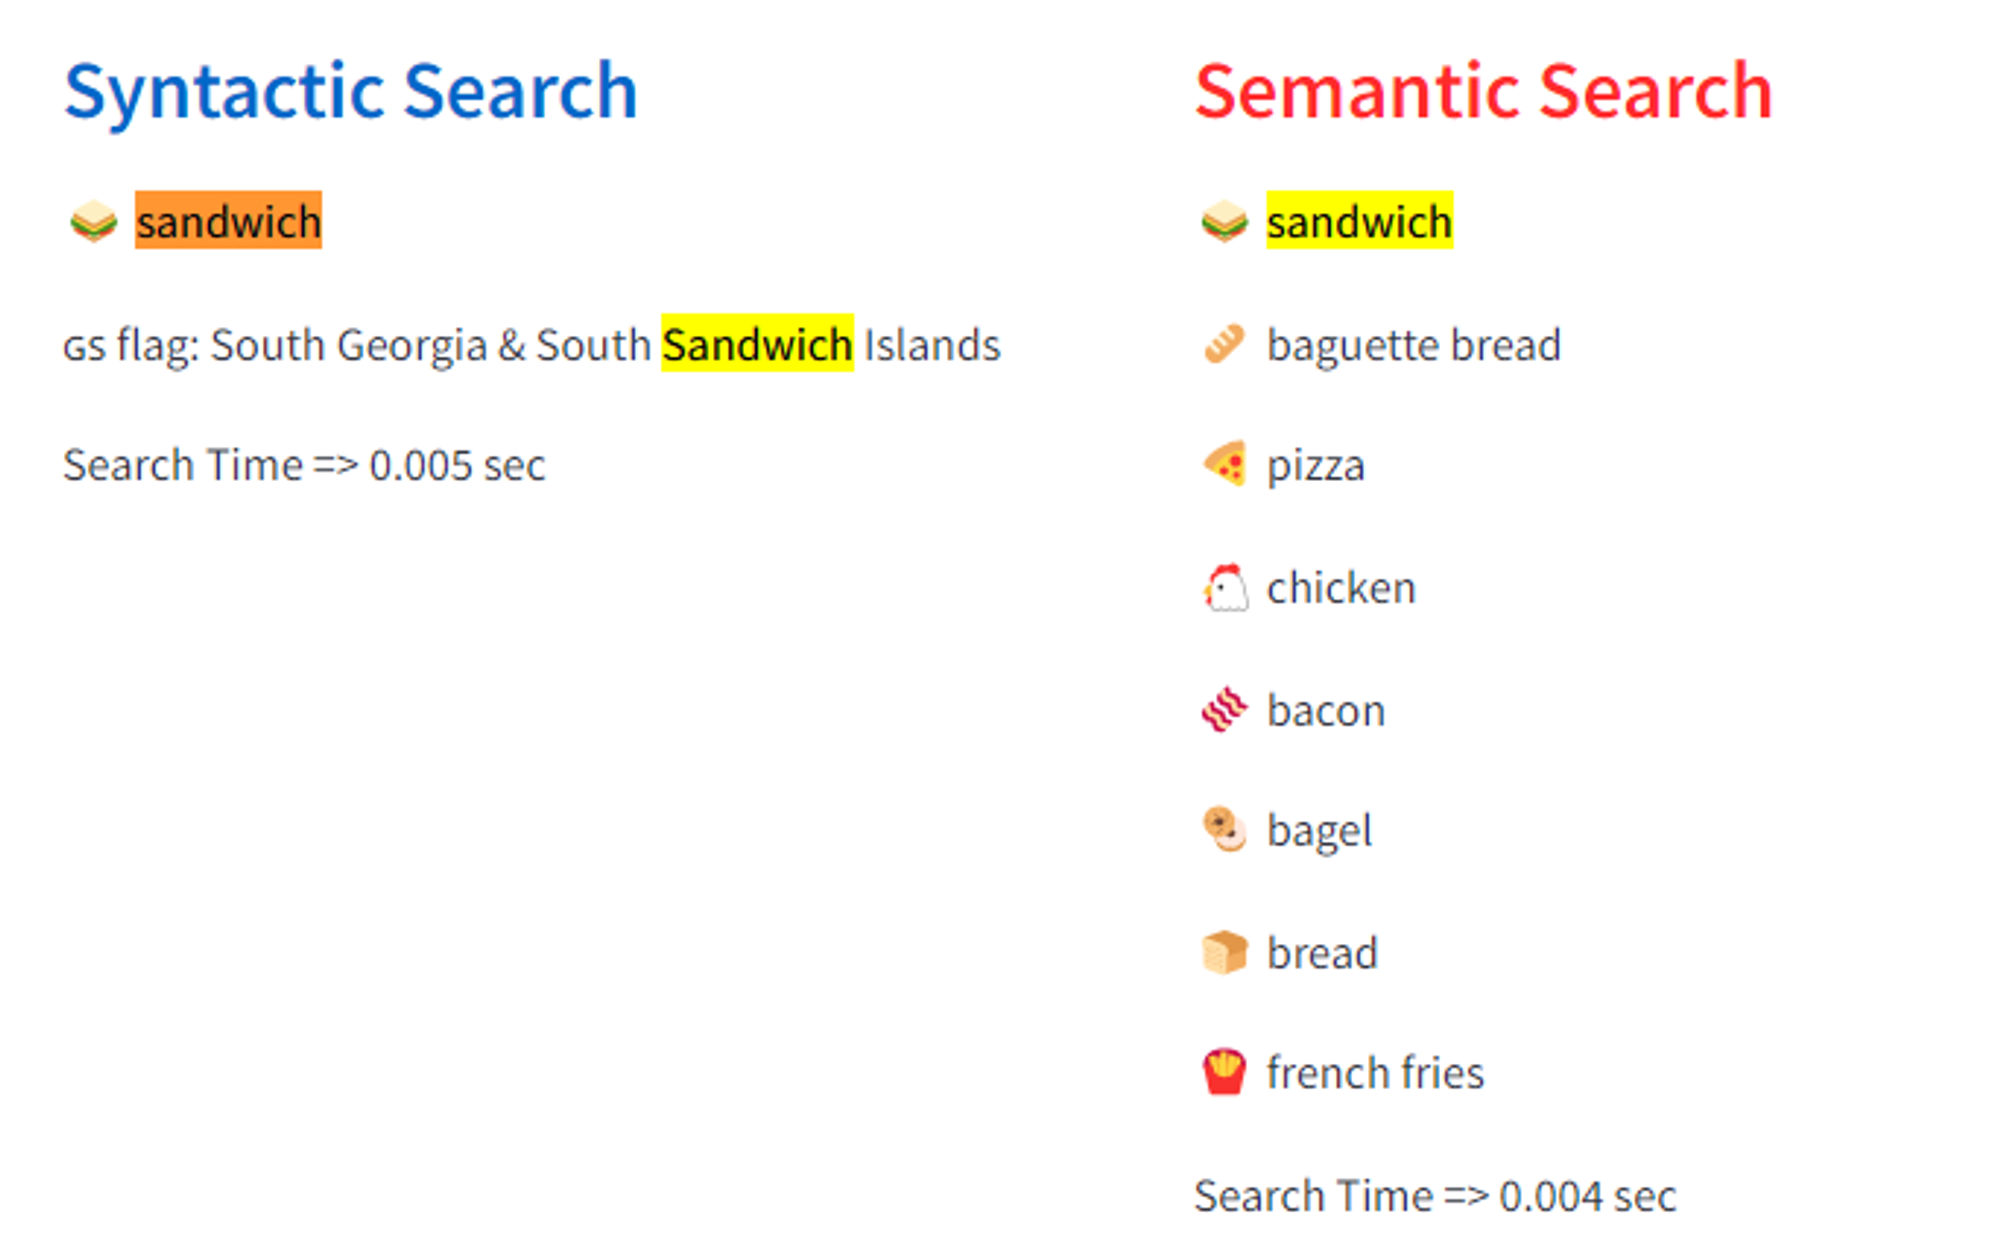 Syntactic Search
🥪 sandwich
GS flag: South Georgia & South Sandwich Islands
Search Time => 0.005 sec
Semantic Search
🥪 sandwich
🥖 baguette bread
🍕 pizza
🐔 chicken
🥓 bacon
🥯 bagel
🍞 bread
🍟 french fries
Search Time => 0.004 sec